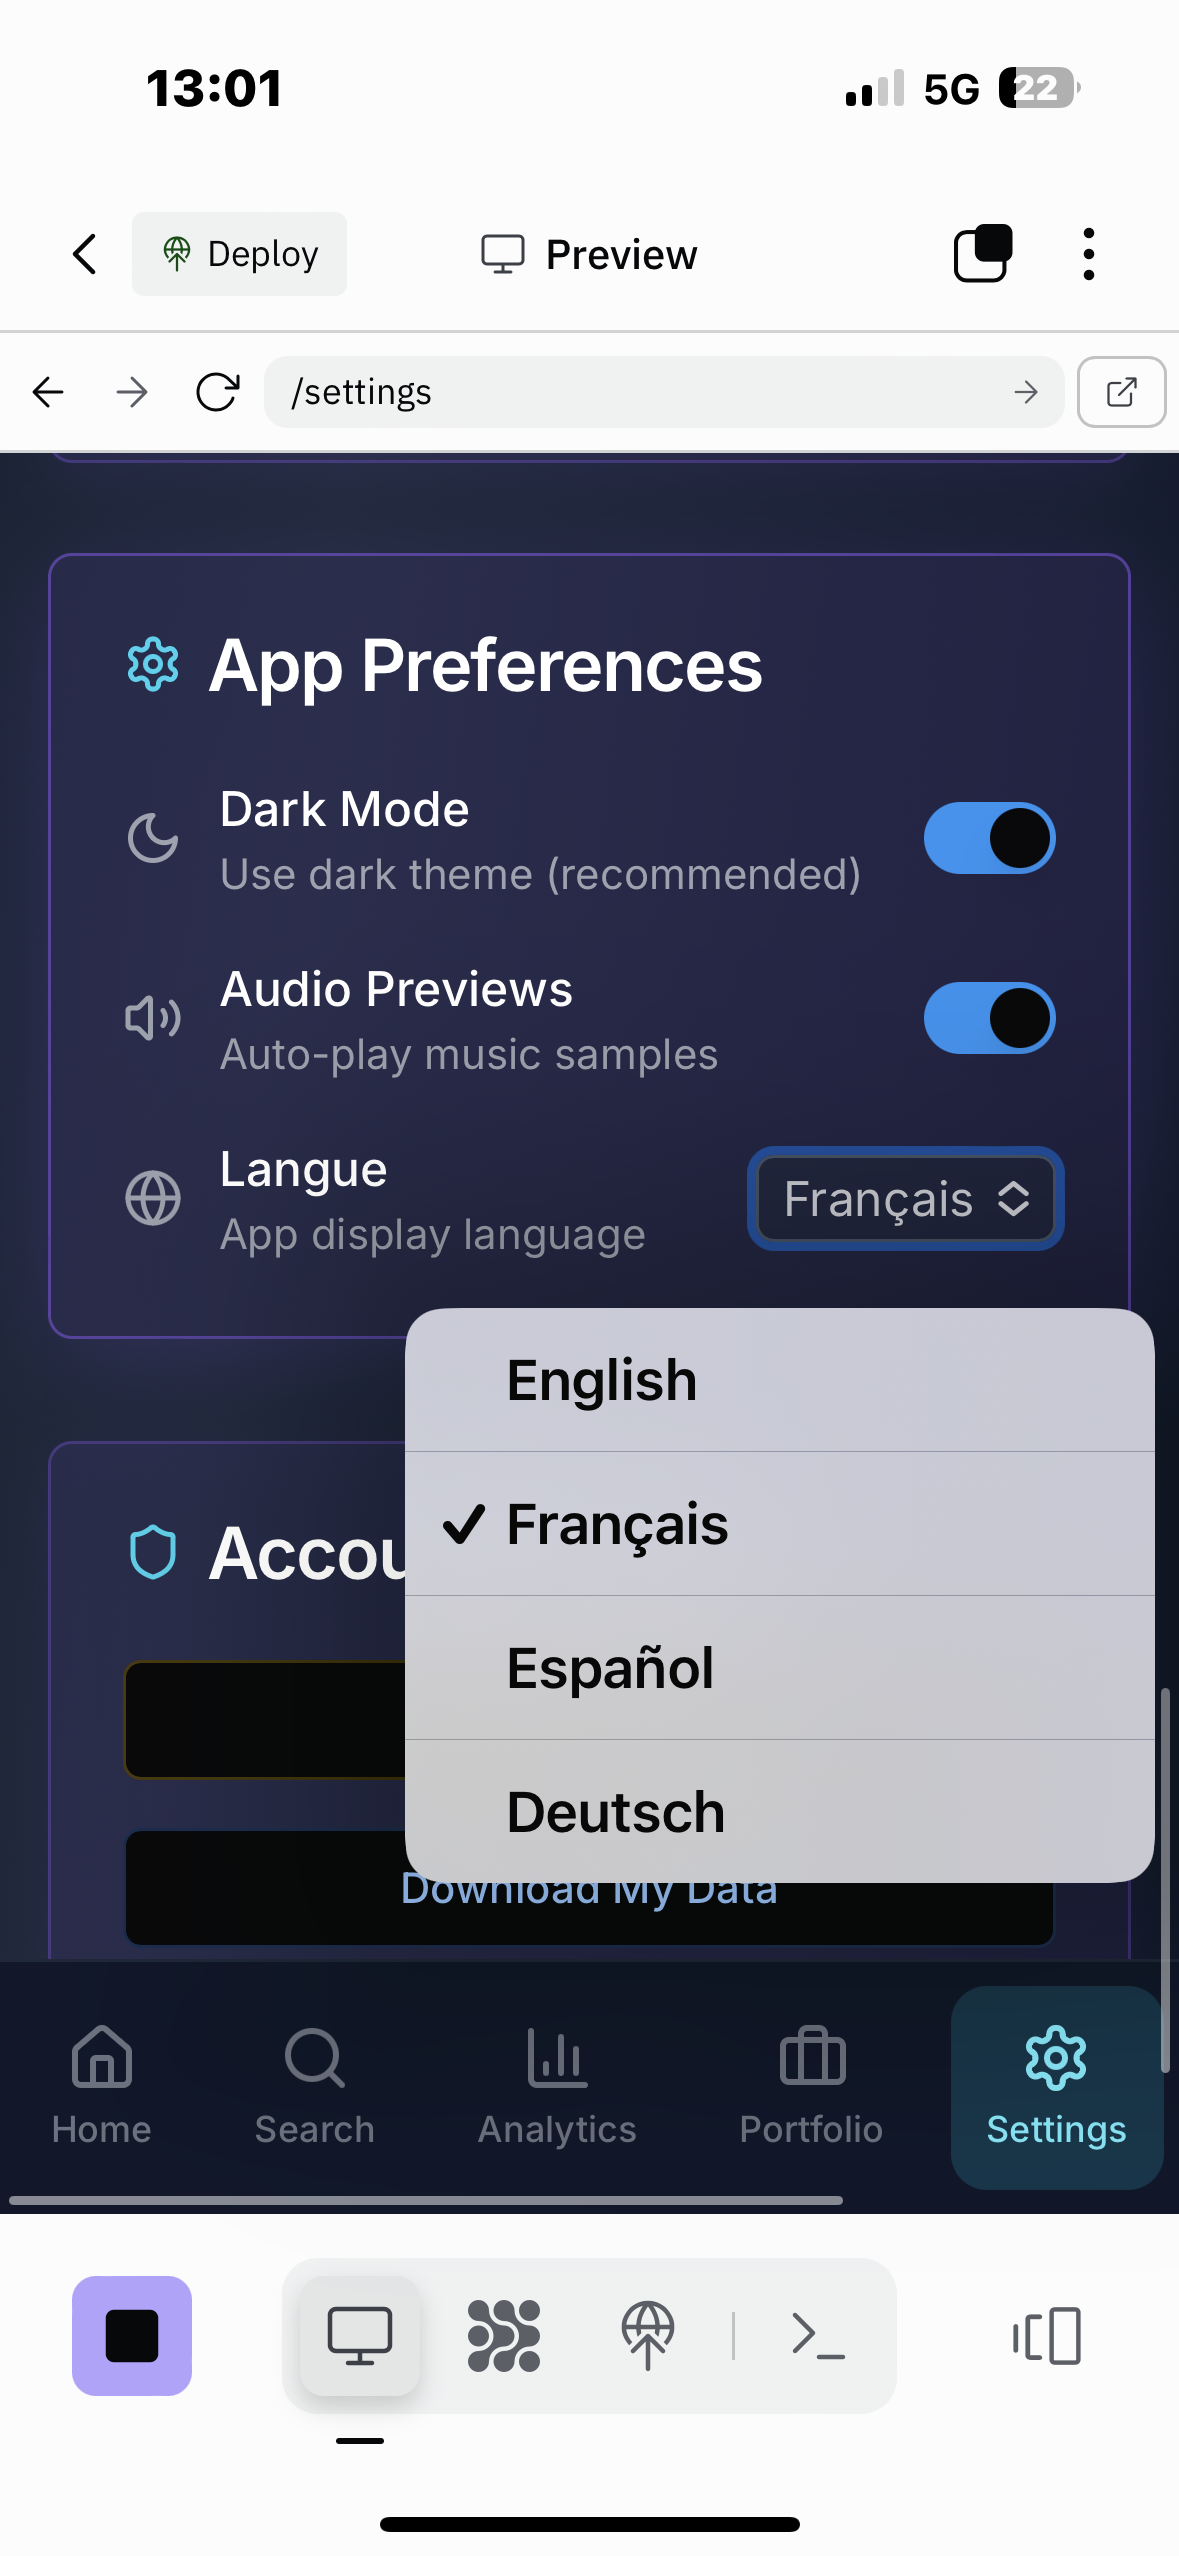 13:01
5G 22
Deploy
Preview
/settings
App Preferences
Dark Mode
Use dark theme (recommended)
Audio Previews
Auto-play music samples
Langue
App display language
Français
English
Français
Español
Deutsch
Accou
Download My Data
Home
Search
Analytics
Portfolio
Settings